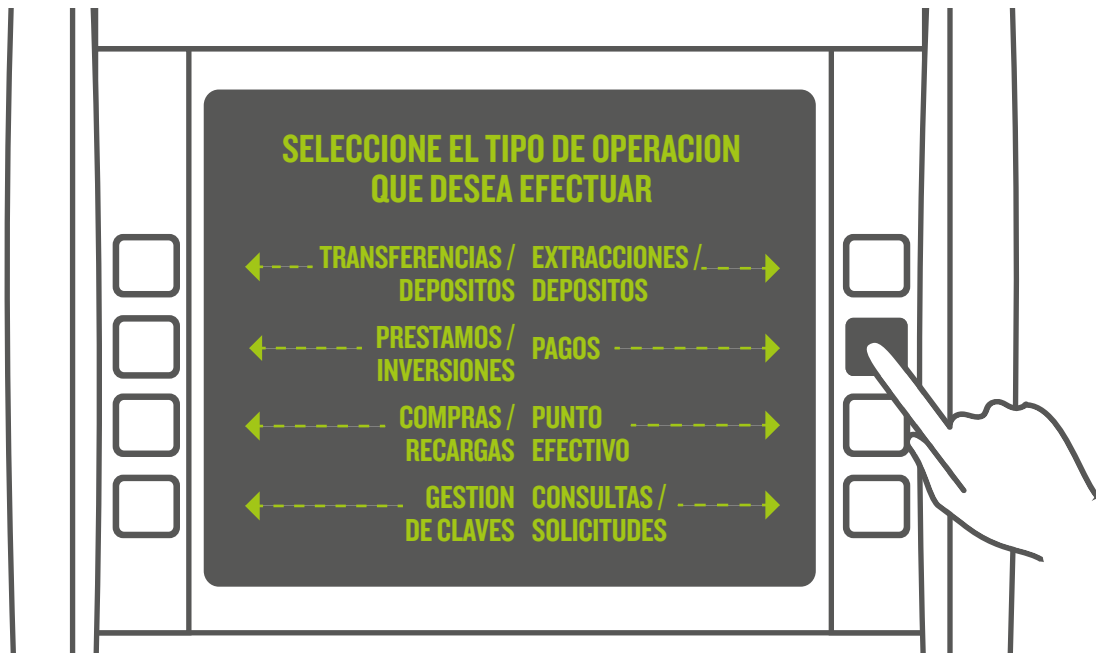 SELECCIONE EL TIPO DE OPERACION
QUE DESEA EFECTUAR
TRANSFERENCIAS /
DEPOSITOS
EXTRACCIONES /
DEPOSITOS
PRESTAMOS /
INVERSIONES
PAGOS
COMPRAS /
RECARGAS
PUNTO
EFECTIVO
GESTION
DE CLAVES
CONSULTAS /
SOLICITUDES